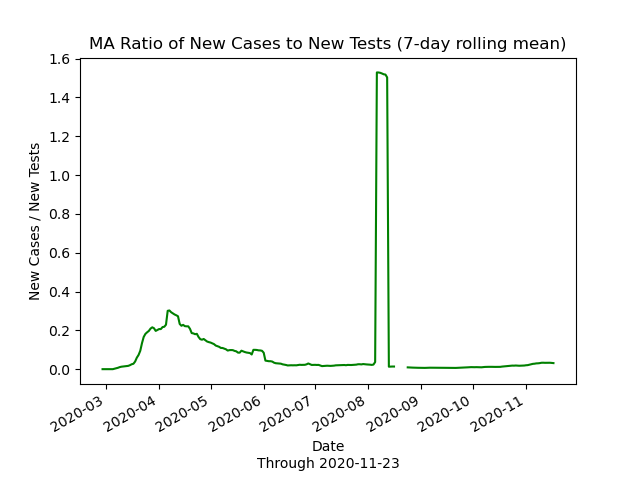 MA Ratio of New Cases to New Tests (7-day rolling mean)
New Cases / New Tests
1.6
1.4
1.2
1.0
0.8
0.6
0.4
0.2
0.0
2020-03 2020-04 2020-05 2020-06 2020-07 2020-08 2020-09 2020-10 2020-11
Date
Through 2020-11-23